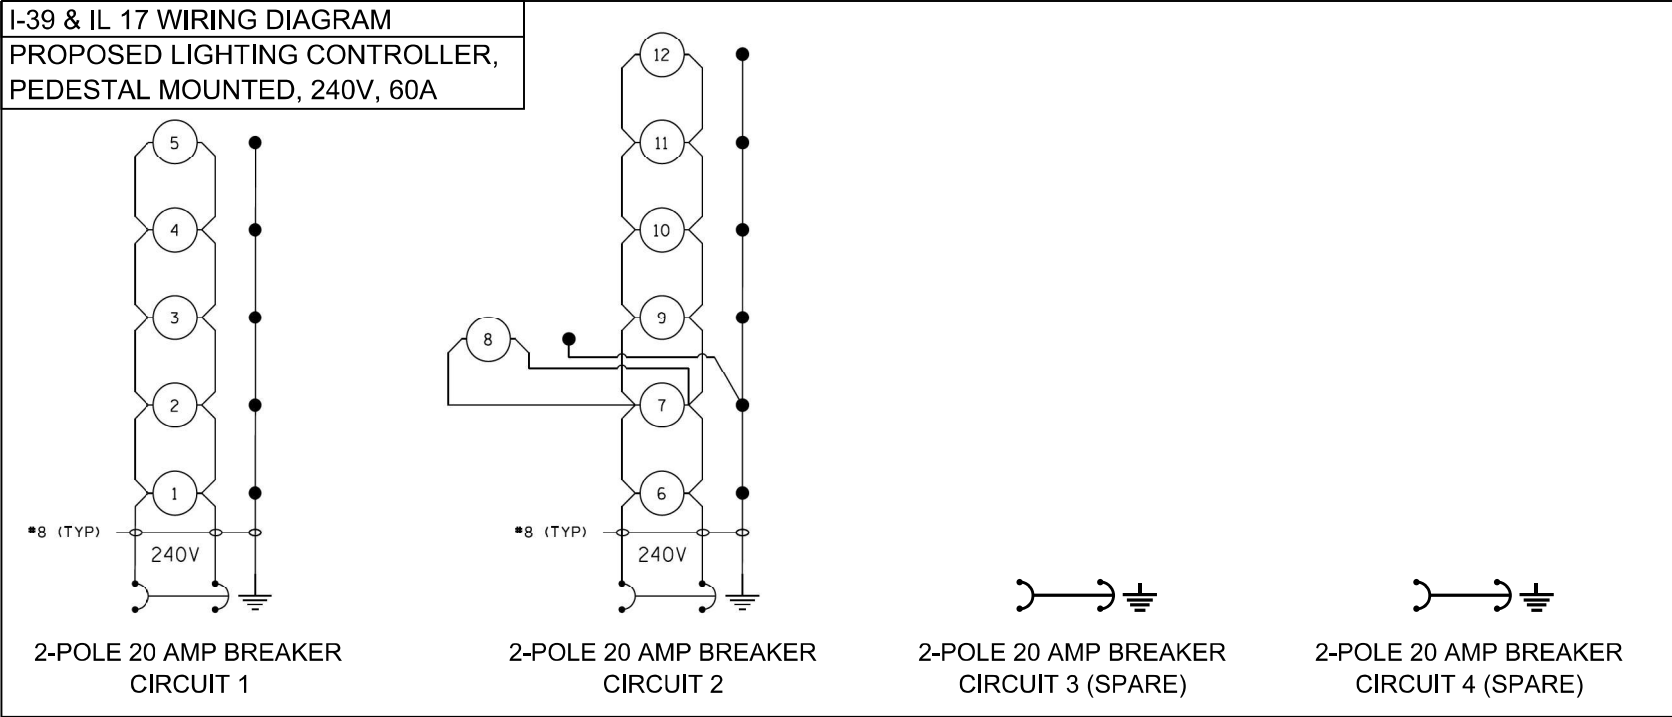 I-39 & IL 17 WIRING DIAGRAM
PROPOSED LIGHTING CONTROLLER,
PEDESTAL MOUNTED, 240V, 60A
5
4
3
2
1
#8 (TYP)
240V
2-POLE 20 AMP BREAKER
CIRCUIT 1
12
11
10
9
8
7
6
#8 (TYP)
240V
2-POLE 20 AMP BREAKER
CIRCUIT 2
2-POLE 20 AMP BREAKER
CIRCUIT 3 (SPARE)
2-POLE 20 AMP BREAKER
CIRCUIT 4 (SPARE)